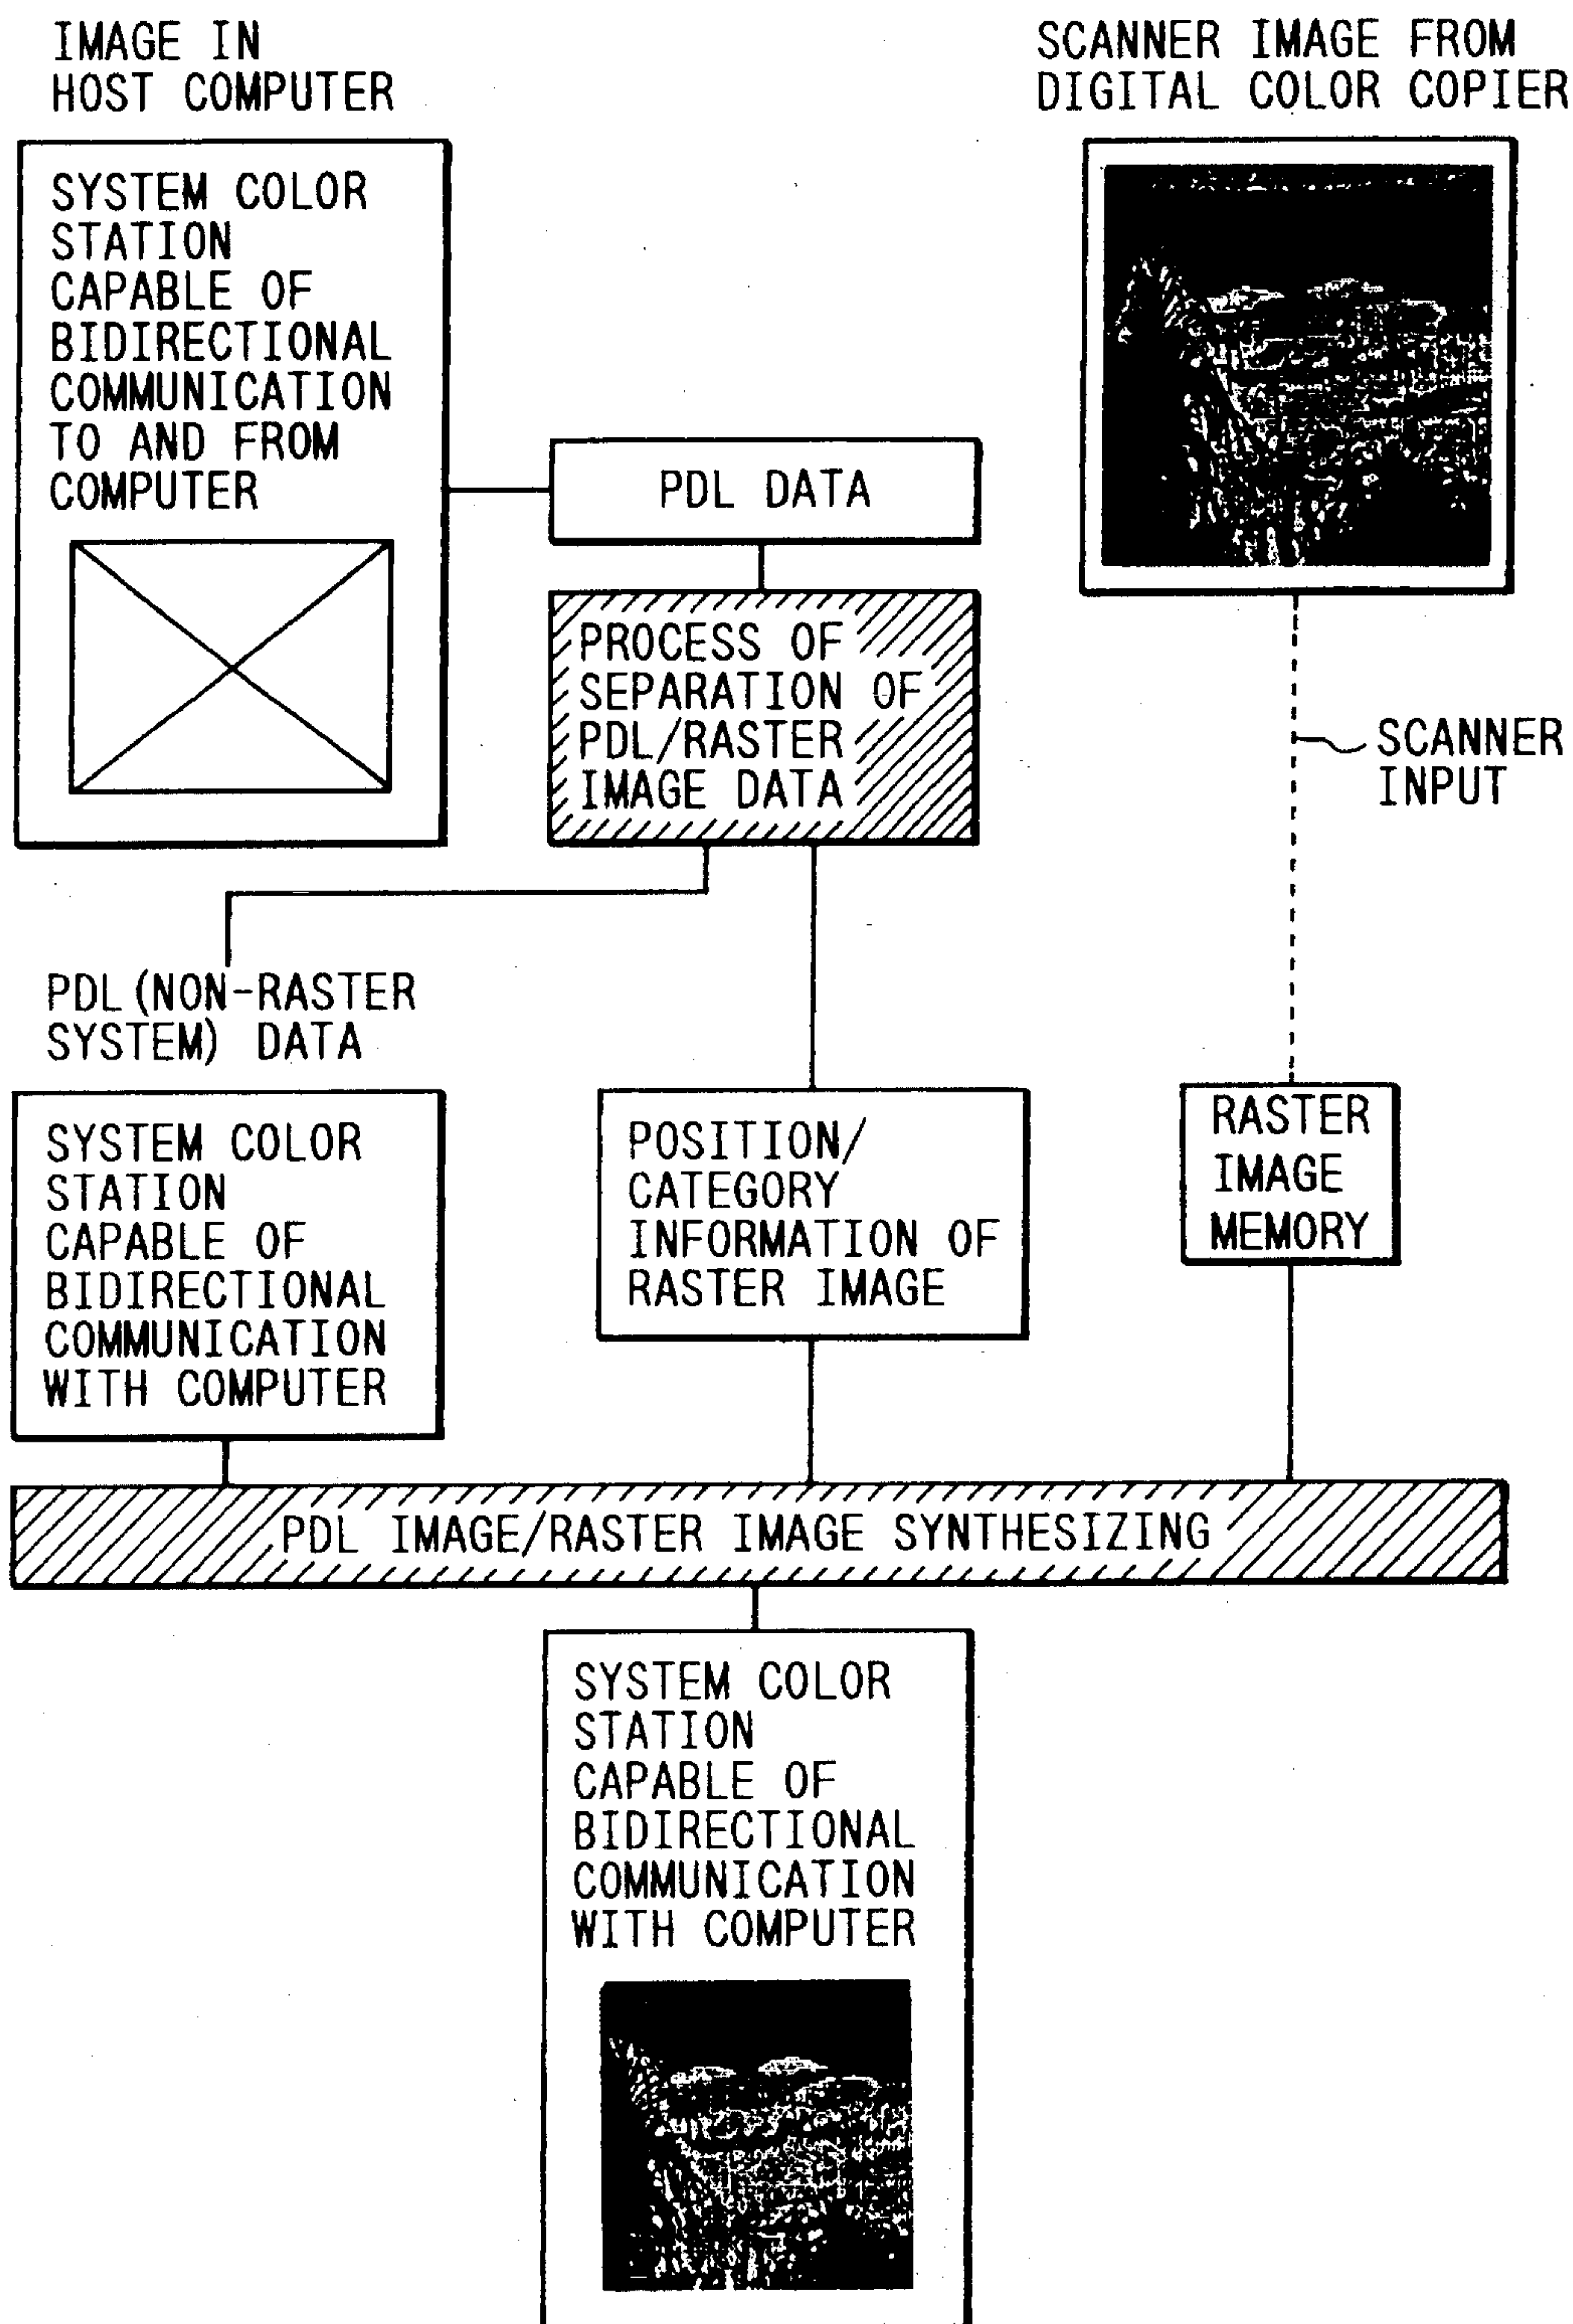 IMAGE IN
HOST COMPUTER
SCANNER IMAGE FROM
DIGITAL COLOR COPIER
SYSTEM COLOR
STATION
CAPABLE OF
BIDIRECTIONAL
COMMUNICATION
TO AND FROM
COMPUTER
PDL DATA
PROCESS OF
SEPARATION OF
PDL/RASTER
IMAGE DATA
SCANNER
INPUT
PDL (NON-RASTER
SYSTEM) DATA
SYSTEM COLOR
STATION
CAPABLE OF
BIDIRECTIONAL
COMMUNICATION
WITH COMPUTER
POSITION/
CATEGORY
INFORMATION OF
RASTER IMAGE
RASTER
IMAGE
MEMORY
PDL IMAGE/RASTER IMAGE SYNTHESIZING
SYSTEM COLOR
STATION
CAPABLE OF
BIDIRECTIONAL
COMMUNICATION
WITH COMPUTER